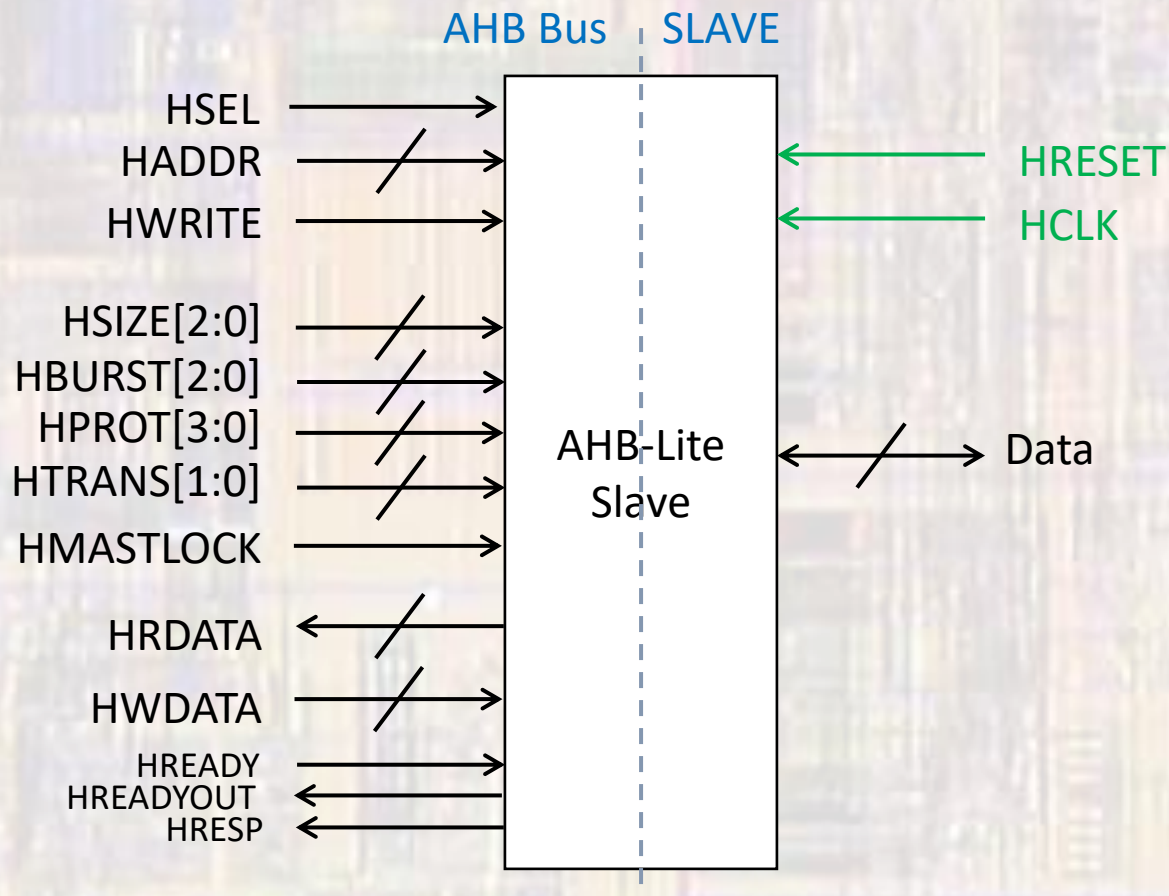 AHB Bus SLAVE
HSEL
HADDR
HWRITE
HSIZE[2:0]
HBURST[2:0]
HPROT[3:0]
HTRANS[1:0]
HMASTLOCK
HRDATA
HWDATA
HREADY
HREADYOUT
HRESP
AHB-Lite
Slave
HRESET
HCLK
Data